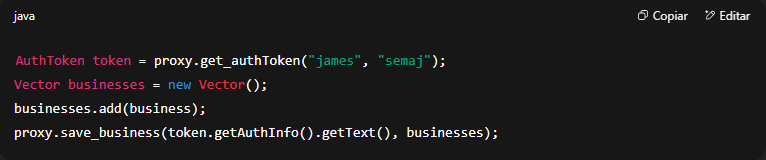 java
Copiar
Editar
AuthToken token = proxy.get_authToken("james", "semaj");
Vector businesses = new Vector();
businesses.add(business);
proxy.save_business(token.getAuthInfo().getText(), businesses);